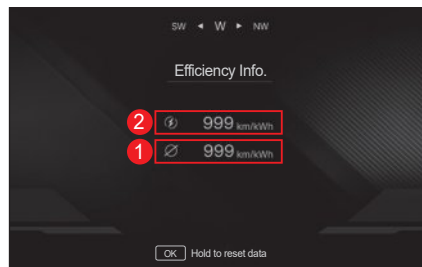 SW ◄ W ► NW
Efficiency Info.
2 999 km/kWh
1 999 km/kWh
OK Hold to reset data